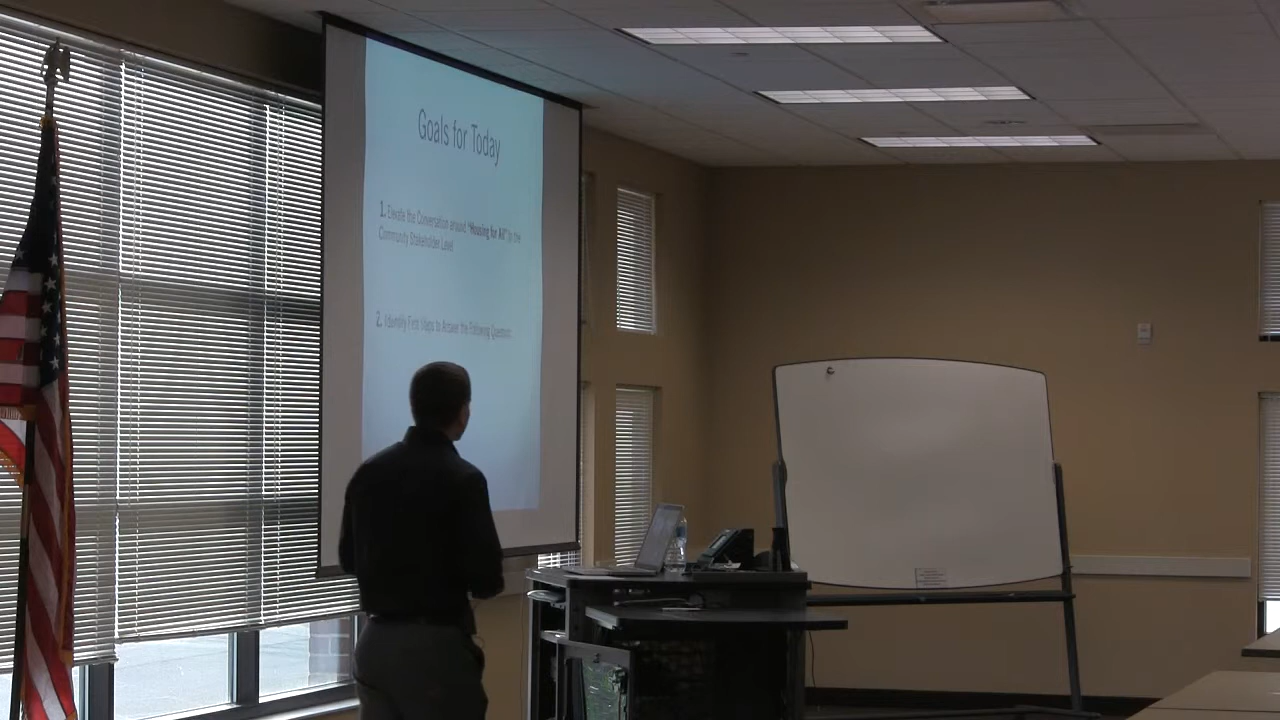 Goals for Today
1. Elevate the Conversation around "Housing for All" to the
Community Stakeholder Level
2. Identify First Steps to Answer the Following Question: